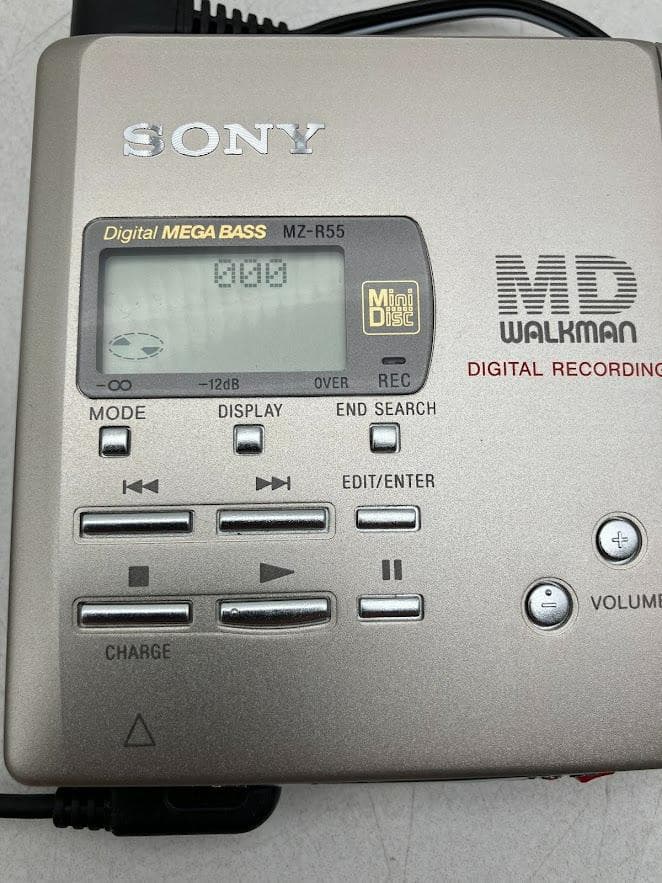 SONY
Digital MEGA BASS MZ-R55
000
Mini
Disc
-∞ -12dB OVER REC
MD
WALKMAN
DIGITAL RECORDING
MODE DISPLAY END SEARCH
EDIT/ENTER
+
-
VOLUME
CHARGE